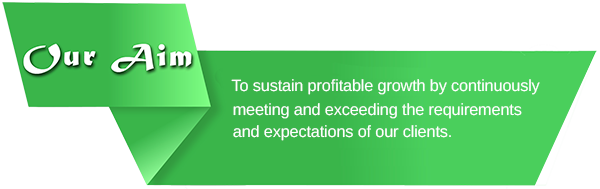 Our Aim
To sustain profitable growth by continuously
meeting and exceeding the requirements
and expectations of our clients.